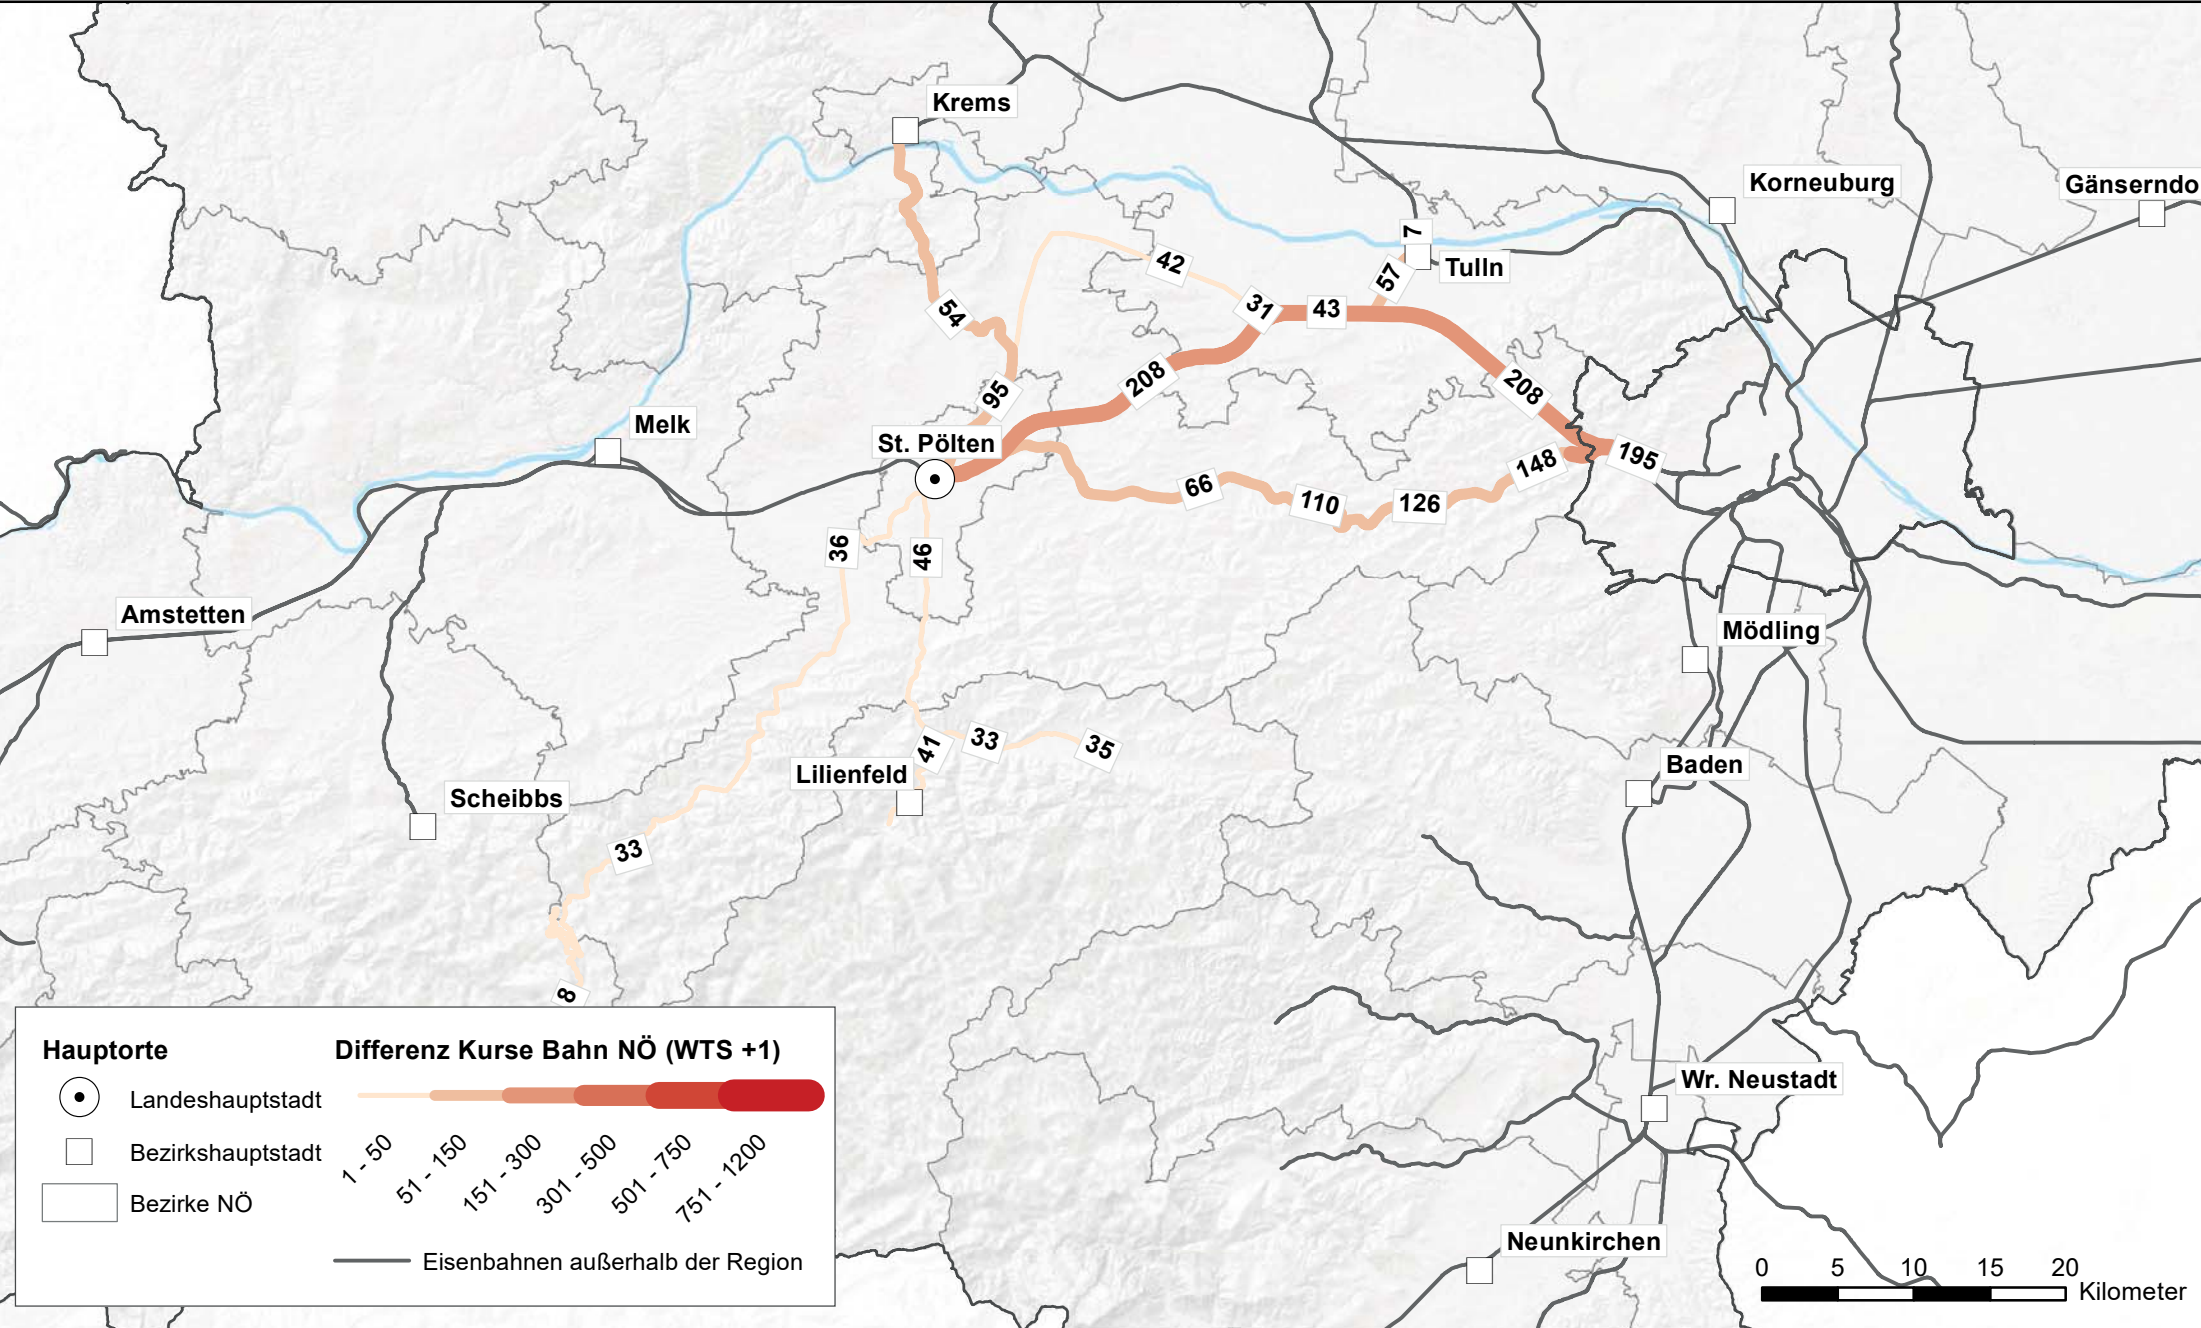 Krems
Korneuburg
Gänserndo
7
42
Tulln
57
54
31
43
208
95
208
Melk
St. Pölten
195
148
66
110
126
36
46
Amstetten
Mödling
41
33
35
Baden
Lilienfeld
Scheibbs
33
8
Wr. Neustadt
Neunkirchen
Hauptorte
Landeshauptstadt
Bezirkshauptstadt
Bezirke NÖ
Differenz Kurse Bahn NÖ (WTS +1)
1 - 50
51 - 150
151 - 300
301 - 500
501 - 750
751 - 1200
Eisenbahnen außerhalb der Region
0 5 10 15 20
Kilometer